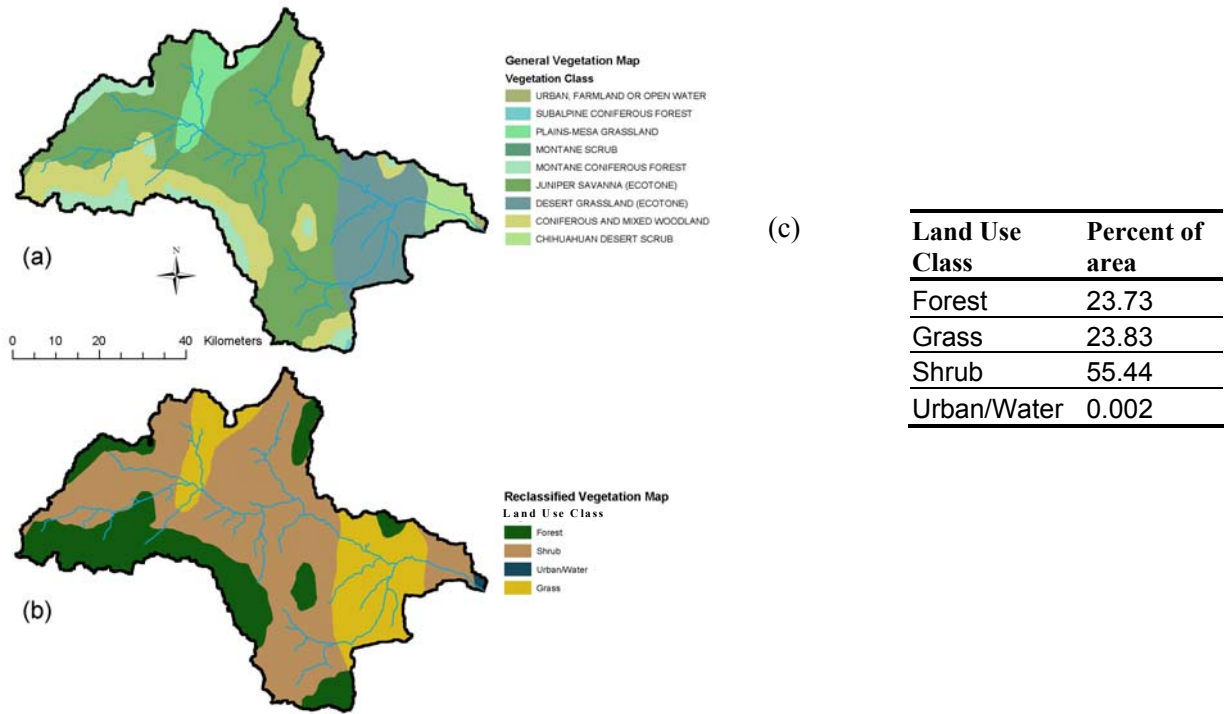 General Vegetation Map
Vegetation Class
URBAN, FARMLAND OR OPEN WATER
SUBALPINE CONIFEROUS FOREST
PLAINS-MESA GRASSLAND
MONTANE SCRUB
MONTANE CONIFEROUS FOREST
JUNIPER SAVANNA (ECOTONE)
DESERT GRASSLAND (ECOTONE)
CONIFEROUS AND MIXED WOODLAND
CHIHUAHUAN DESERT SCRUB
(a)
N
0 10 20 40 Kilometers
Reclassified Vegetation Map
Land Use Class
Forest
Shrub
Urban/Water
Grass
(b)
(c)
Land Use Class Percent of area
Forest 23.73
Grass 23.83
Shrub 55.44
Urban/Water 0.002